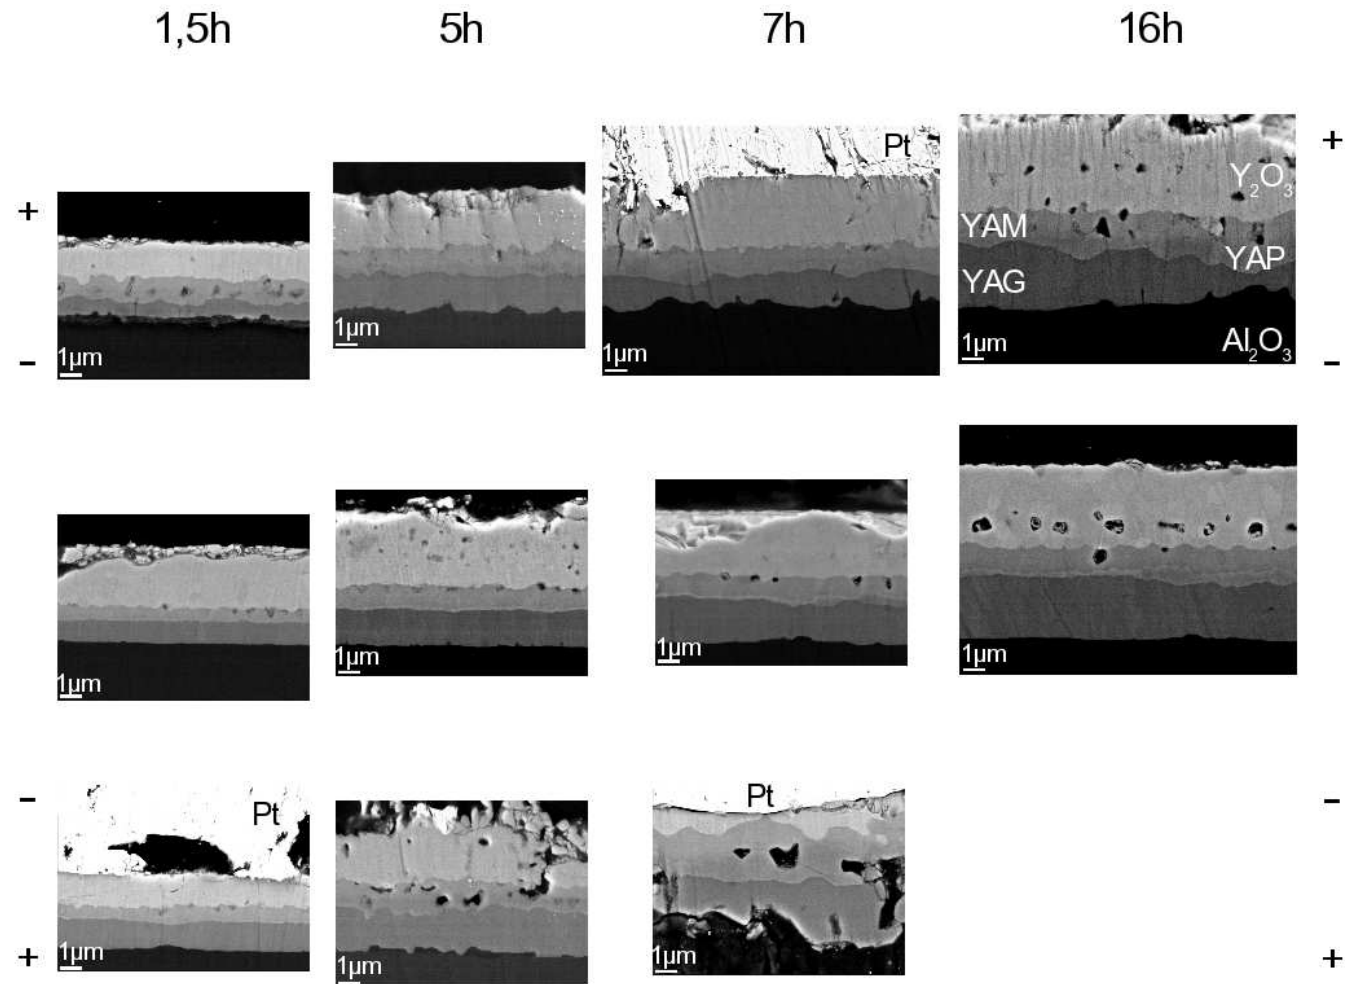 1,5h 5h 7h 16h
Pt
+
+
Y₂O₃
YAM
YAP
YAG
1µm
1µm
1µm
1µm
Al₂O₃
-
-
1µm
1µm
1µm
1µm
-
Pt
Pt
-
1µm
1µm
1µm
+
+